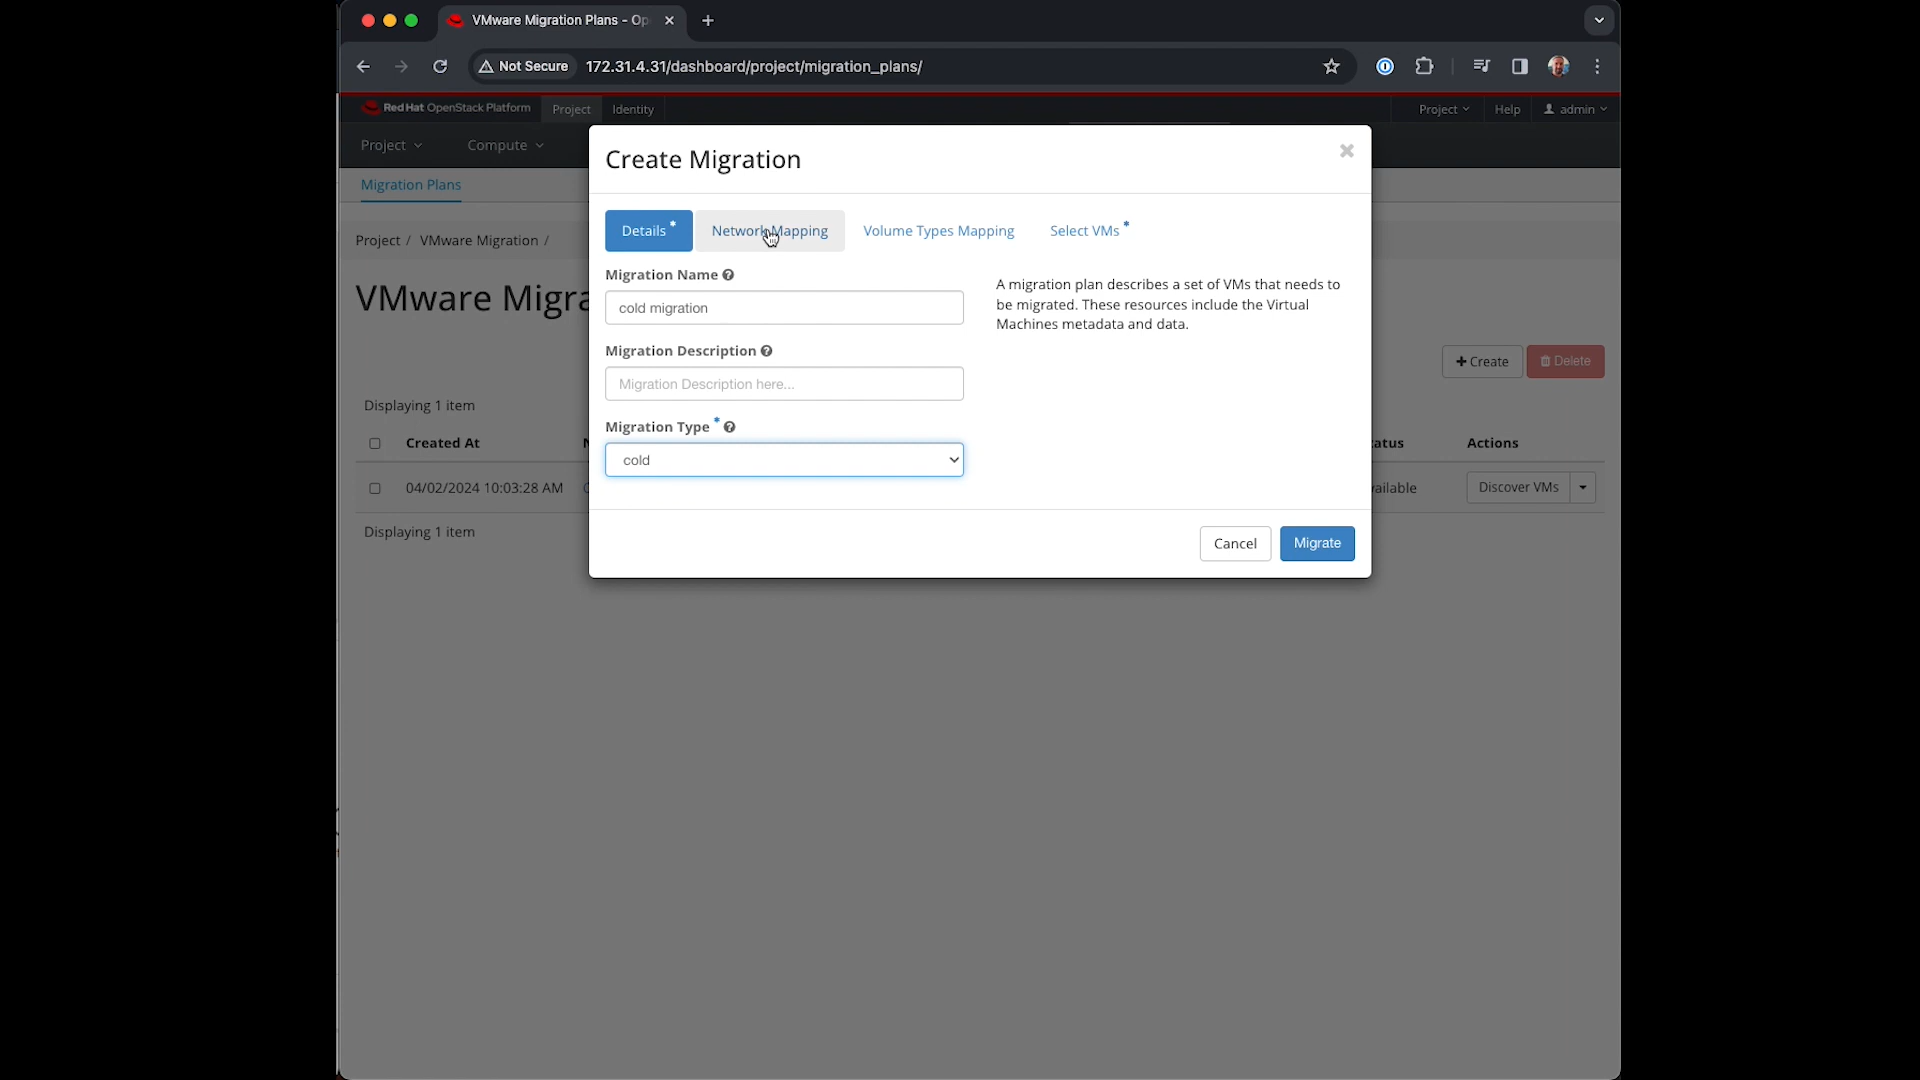 VMware Migration Plans - Op
Not Secure
172.31.4.31/dashboard/project/migration_plans/
Red Hat OpenStack Platform
Project
Identity
Project
Help
admin
Project
Compute
Migration Plans
Project / VMware Migration /
VMware Migra
Create
Delete
Displaying 1 item
Created At
atus
Actions
04/02/2024 10:03:28 AM
vailable
Discover VMs
Displaying 1 item
Create Migration
Details *
Network Mapping
Volume Types Mapping
Select VMs *
Migration Name
cold migration
Migration Description
Migration Description here...
Migration Type *
cold
A migration plan describes a set of VMs that needs to
be migrated. These resources include the Virtual
Machines metadata and data.
Cancel
Migrate